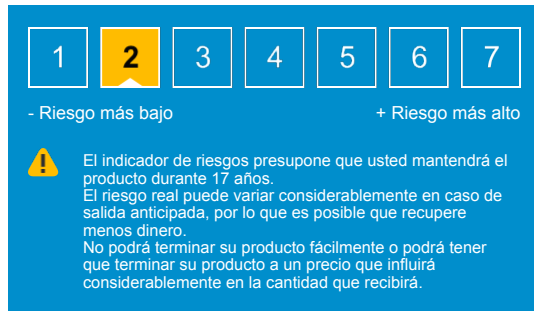 1 2 3 4 5 6 7
- Riesgo más bajo + Riesgo más alto
El indicador de riesgos presupone que usted mantendrá el
producto durante 17 años.
El riesgo real puede variar considerablemente en caso de
salida anticipada, por lo que es posible que recupere
menos dinero.
No podrá terminar su producto fácilmente o podrá tener
que terminar su producto a un precio que influirá
considerablemente en la cantidad que recibirá.